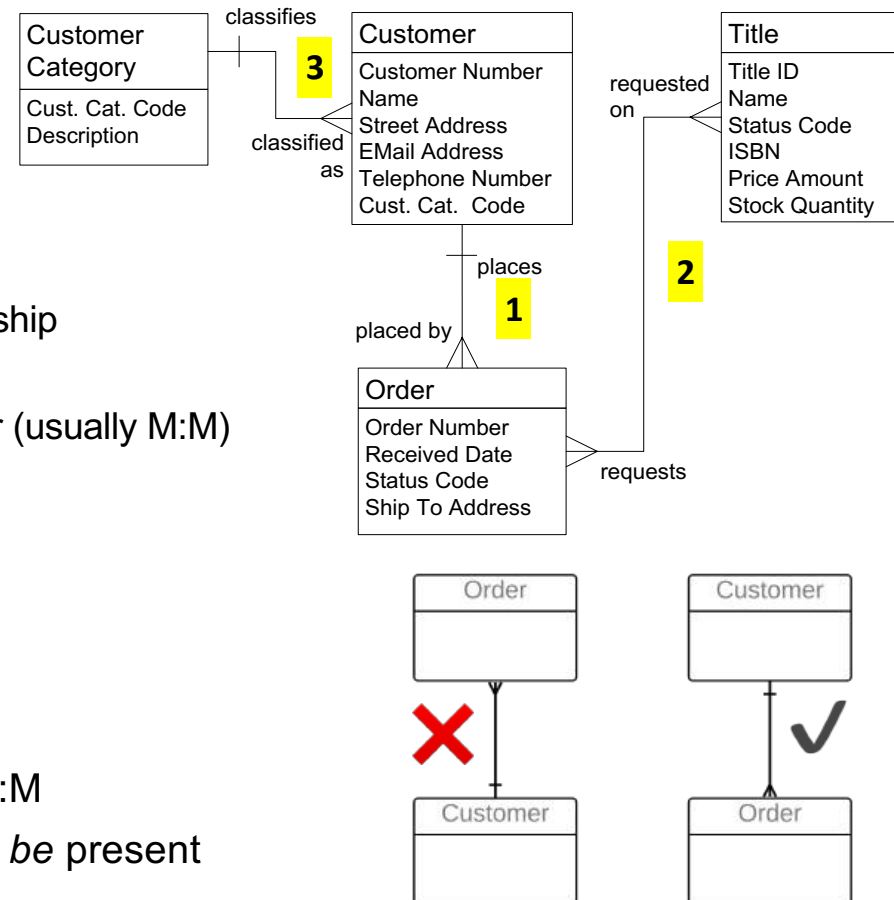 classifies
Customer
Category
Cust. Cat. Code
Description
3
classified
as
Customer
Customer Number
Name
Street Address
EMail Address
Telephone Number
Cust. Cat.  Code
Title
Title ID
Name
Status Code
ISBN
Price Amount
Stock Quantity
requested
on
2
places
1
placed by
ship
r (usually M:M)
Order
Order Number
Received Date
Status Code
Ship To Address
requests
Order
Customer
Customer
Order
:M
be present